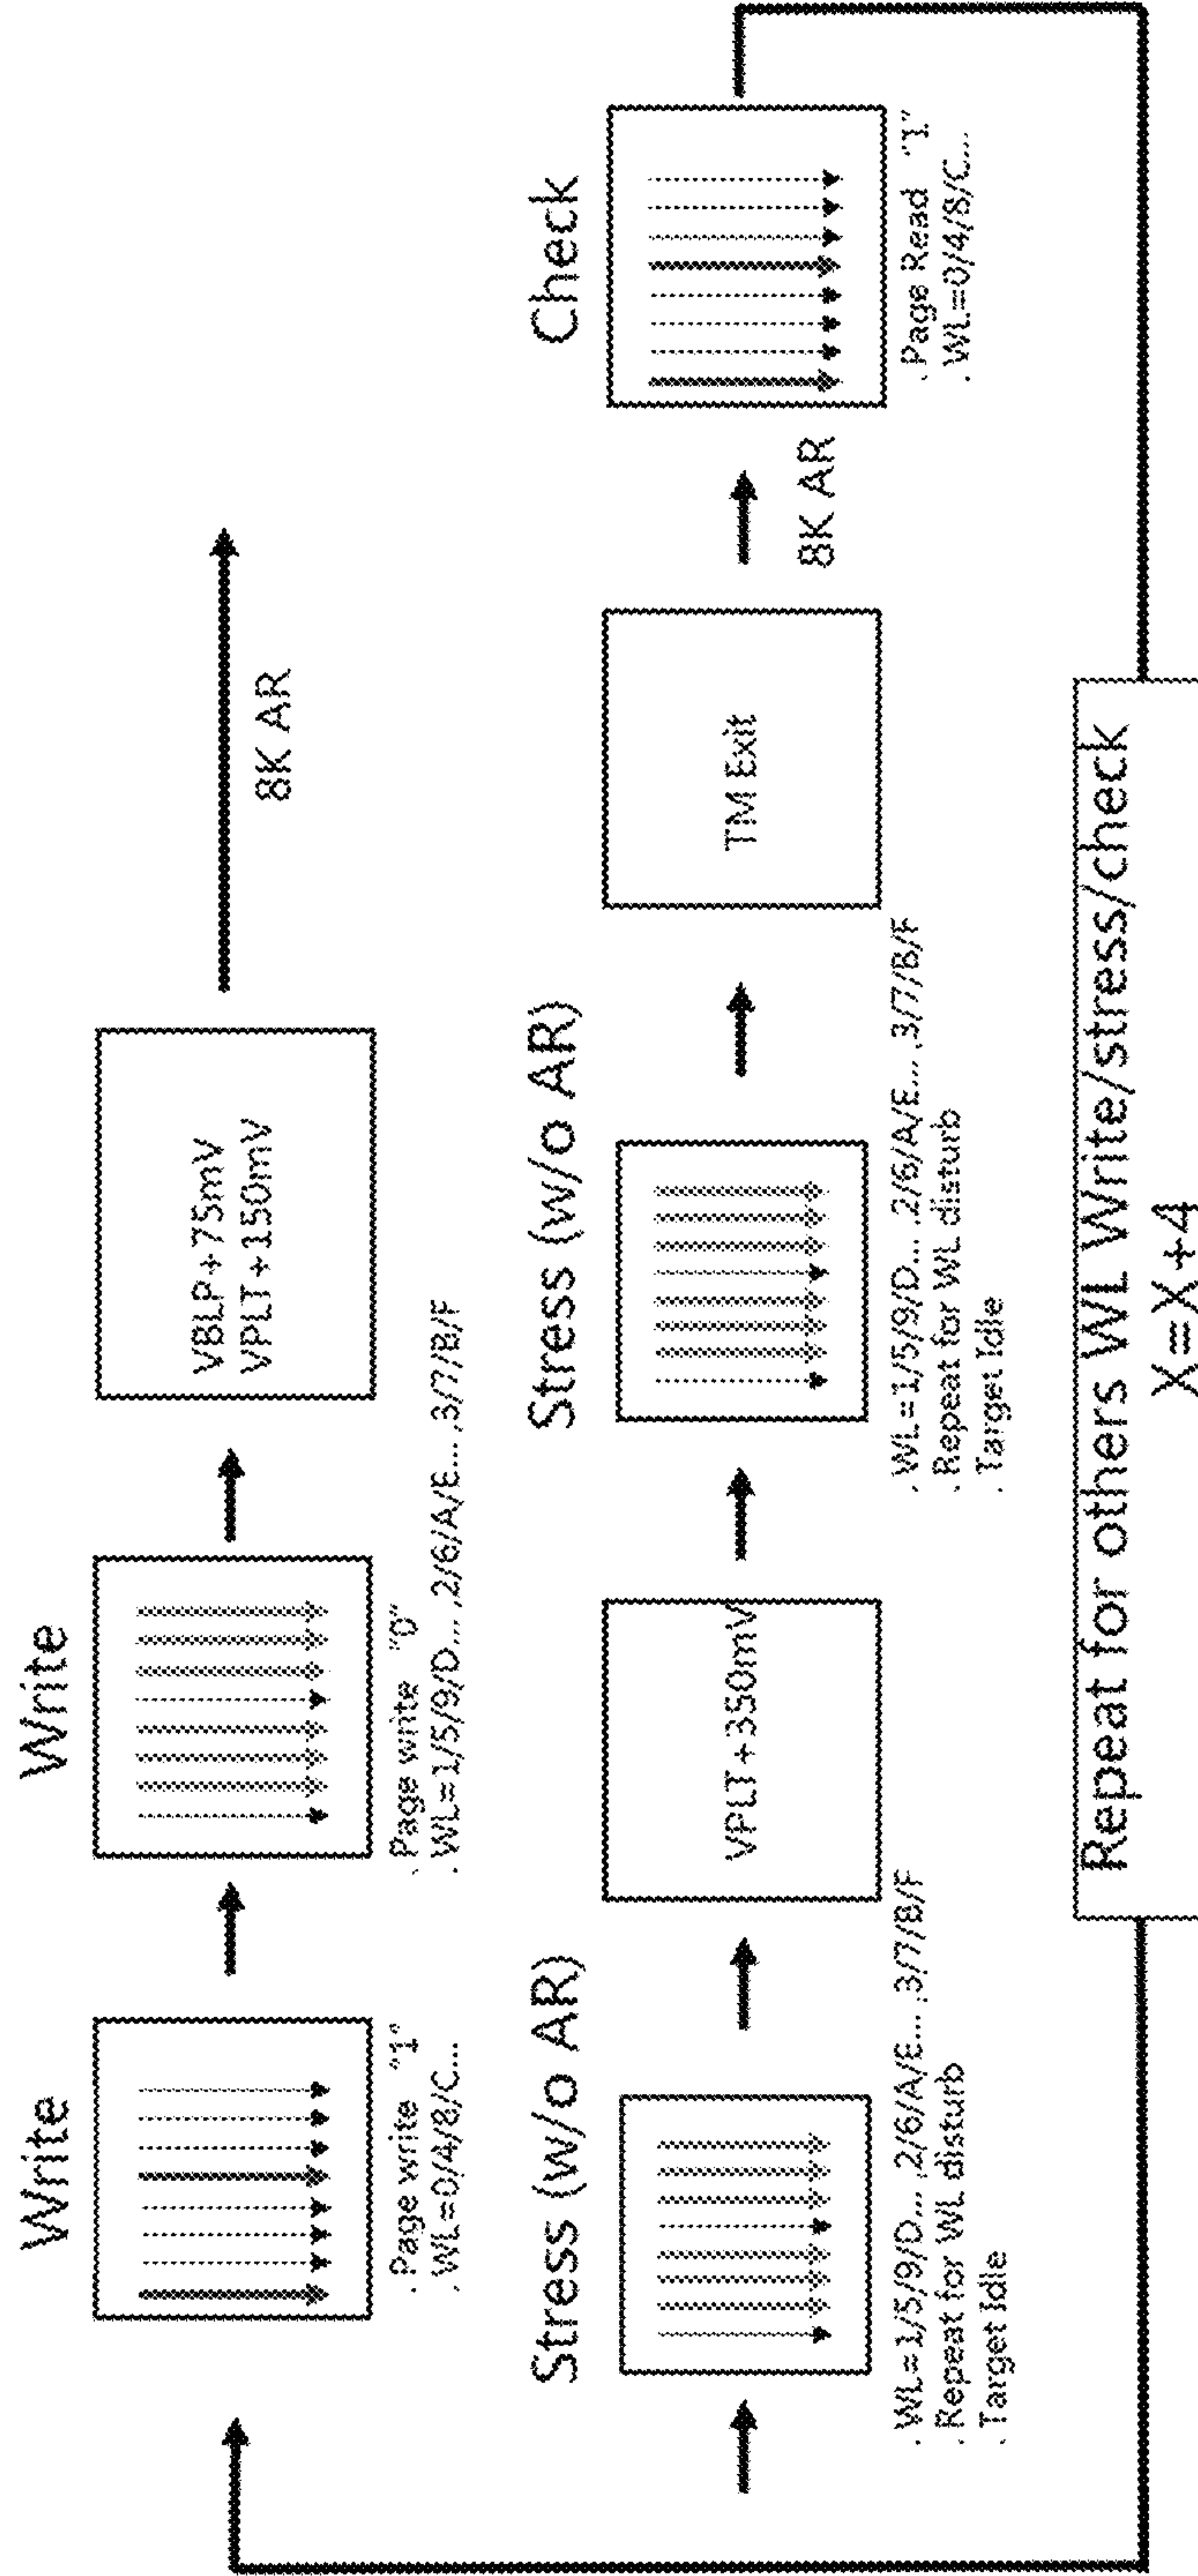 Write
. Page write "1"
. WL=0/4/8/C...
Write
. Page write "0"
. WL=1/5/9/D... ,2/6/A/E... ,3/7/B/F
VBLP+75mV
VPLT+150mV
8K AR
Stress (w/o AR)
. WL=1/5/9/D... ,2/6/A/E... ,3/7/B/F
. Repeat for WL disturb
. Target Idle
VPLT+350mV
Stress (w/o AR)
. WL=1/5/9/D... ,2/6/A/E... ,3/7/B/F
. Repeat for WL disturb
. Target Idle
TM Exit
8K AR
Check
. Page Read "1"
. WL=0/4/8/C...
Repeat for others WL Write/stress/check
X=X+4